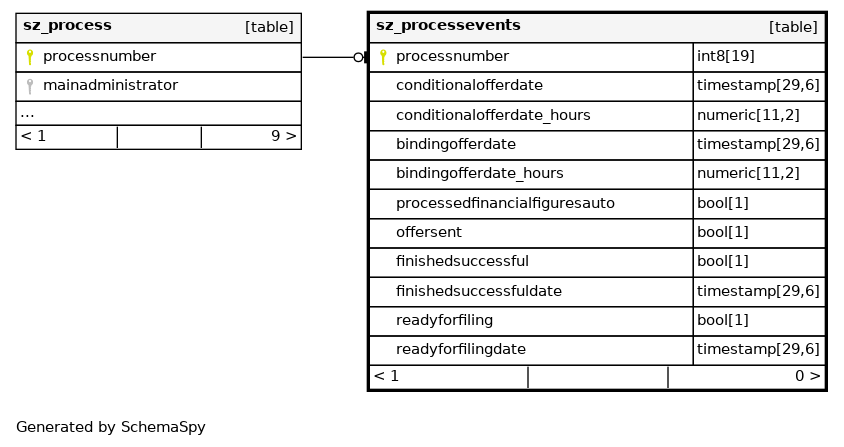 sz_process [table]
processnumber
mainadministrator
...
< 1 9 >
sz_processevents [table]
processnumber int8[19]
conditionalofferdate timestamp[29,6]
conditionalofferdate_hours numeric[11,2]
bindingofferdate timestamp[29,6]
bindingofferdate_hours numeric[11,2]
processedfinancialfiguresauto bool[1]
offersent bool[1]
finishedsuccessful bool[1]
finishedsuccessfuldate timestamp[29,6]
readyforfiling bool[1]
readyforfilingdate timestamp[29,6]
< 1 0 >
Generated by SchemaSpy